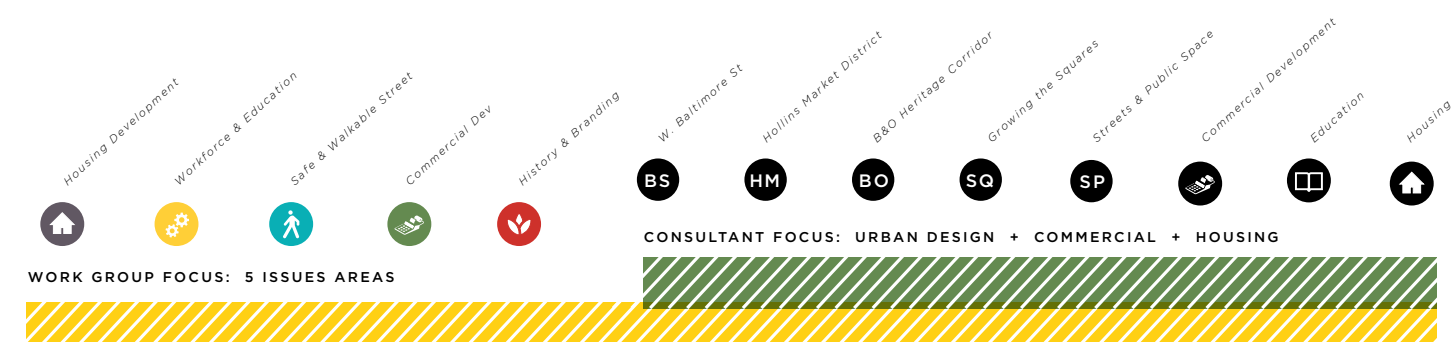 Housing Development
Workforce & Education
Safe & Walkable Street
Commercial Dev
History & Branding
W. Baltimore St
Hollins Market District
B&O Heritage Corridor
Growing the Squares
Streets & Public Space
Commercial Development
Education
Housing
BS
HM
BO
SQ
SP
CONSULTANT FOCUS: URBAN DESIGN + COMMERCIAL + HOUSING
WORK GROUP FOCUS: 5 ISSUES AREAS